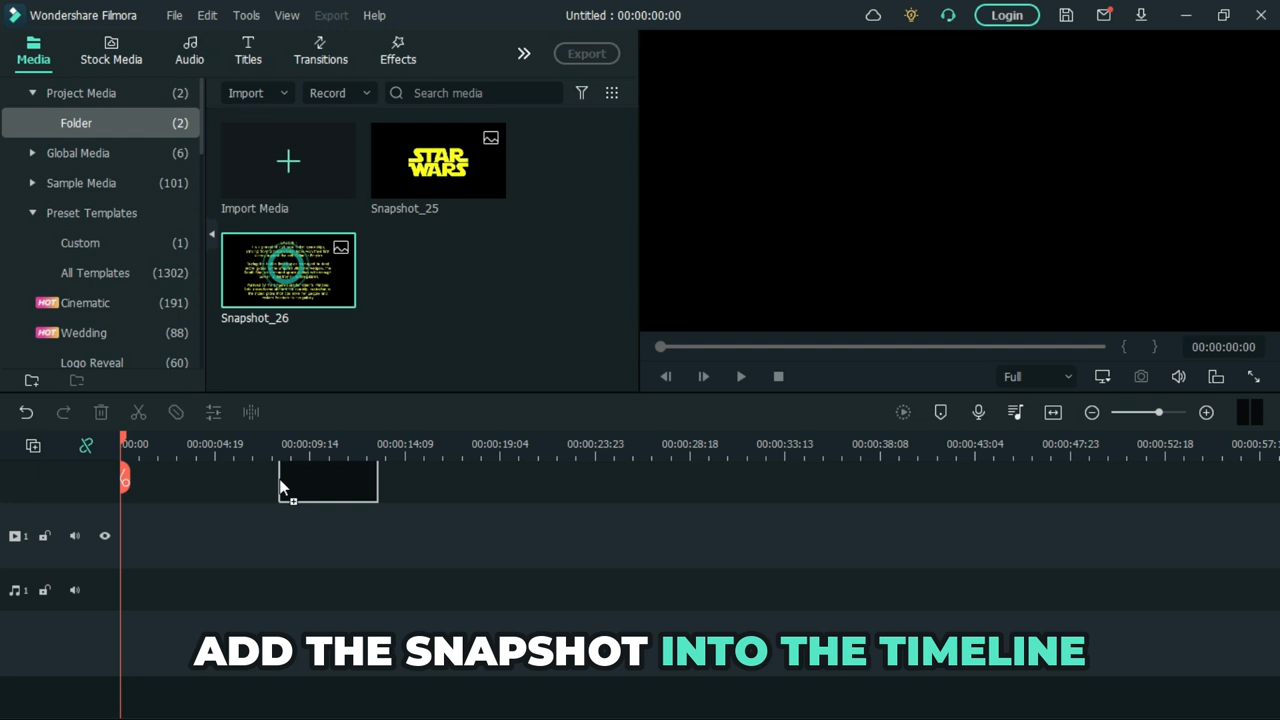 Wondershare Filmora File Edit Tools View Export Help Untitled : 00:00:00:00 Login
Media Stock Media Audio Titles Transitions Effects Export
Project Media (2)
Folder (2)
Global Media (6)
Sample Media (101)
Preset Templates
Custom (1)
All Templates (1302)
HOT Cinematic (191)
HOT Wedding (88)
Logo Reveal (60)
Import Record Search media
STAR
WARS
Import Media Snapshot_25
Snapshot_26
00:00:00:00
Full
00:00 00:00:04:19 00:00:09:14 00:00:14:09 00:00:19:04 00:00:23:23 00:00:28:18 00:00:33:13 00:00:38:08 00:00:43:04 00:00:47:23 00:00:52:18 00:00:57:1
1
1
ADD THE SNAPSHOT INTO THE TIMELINE